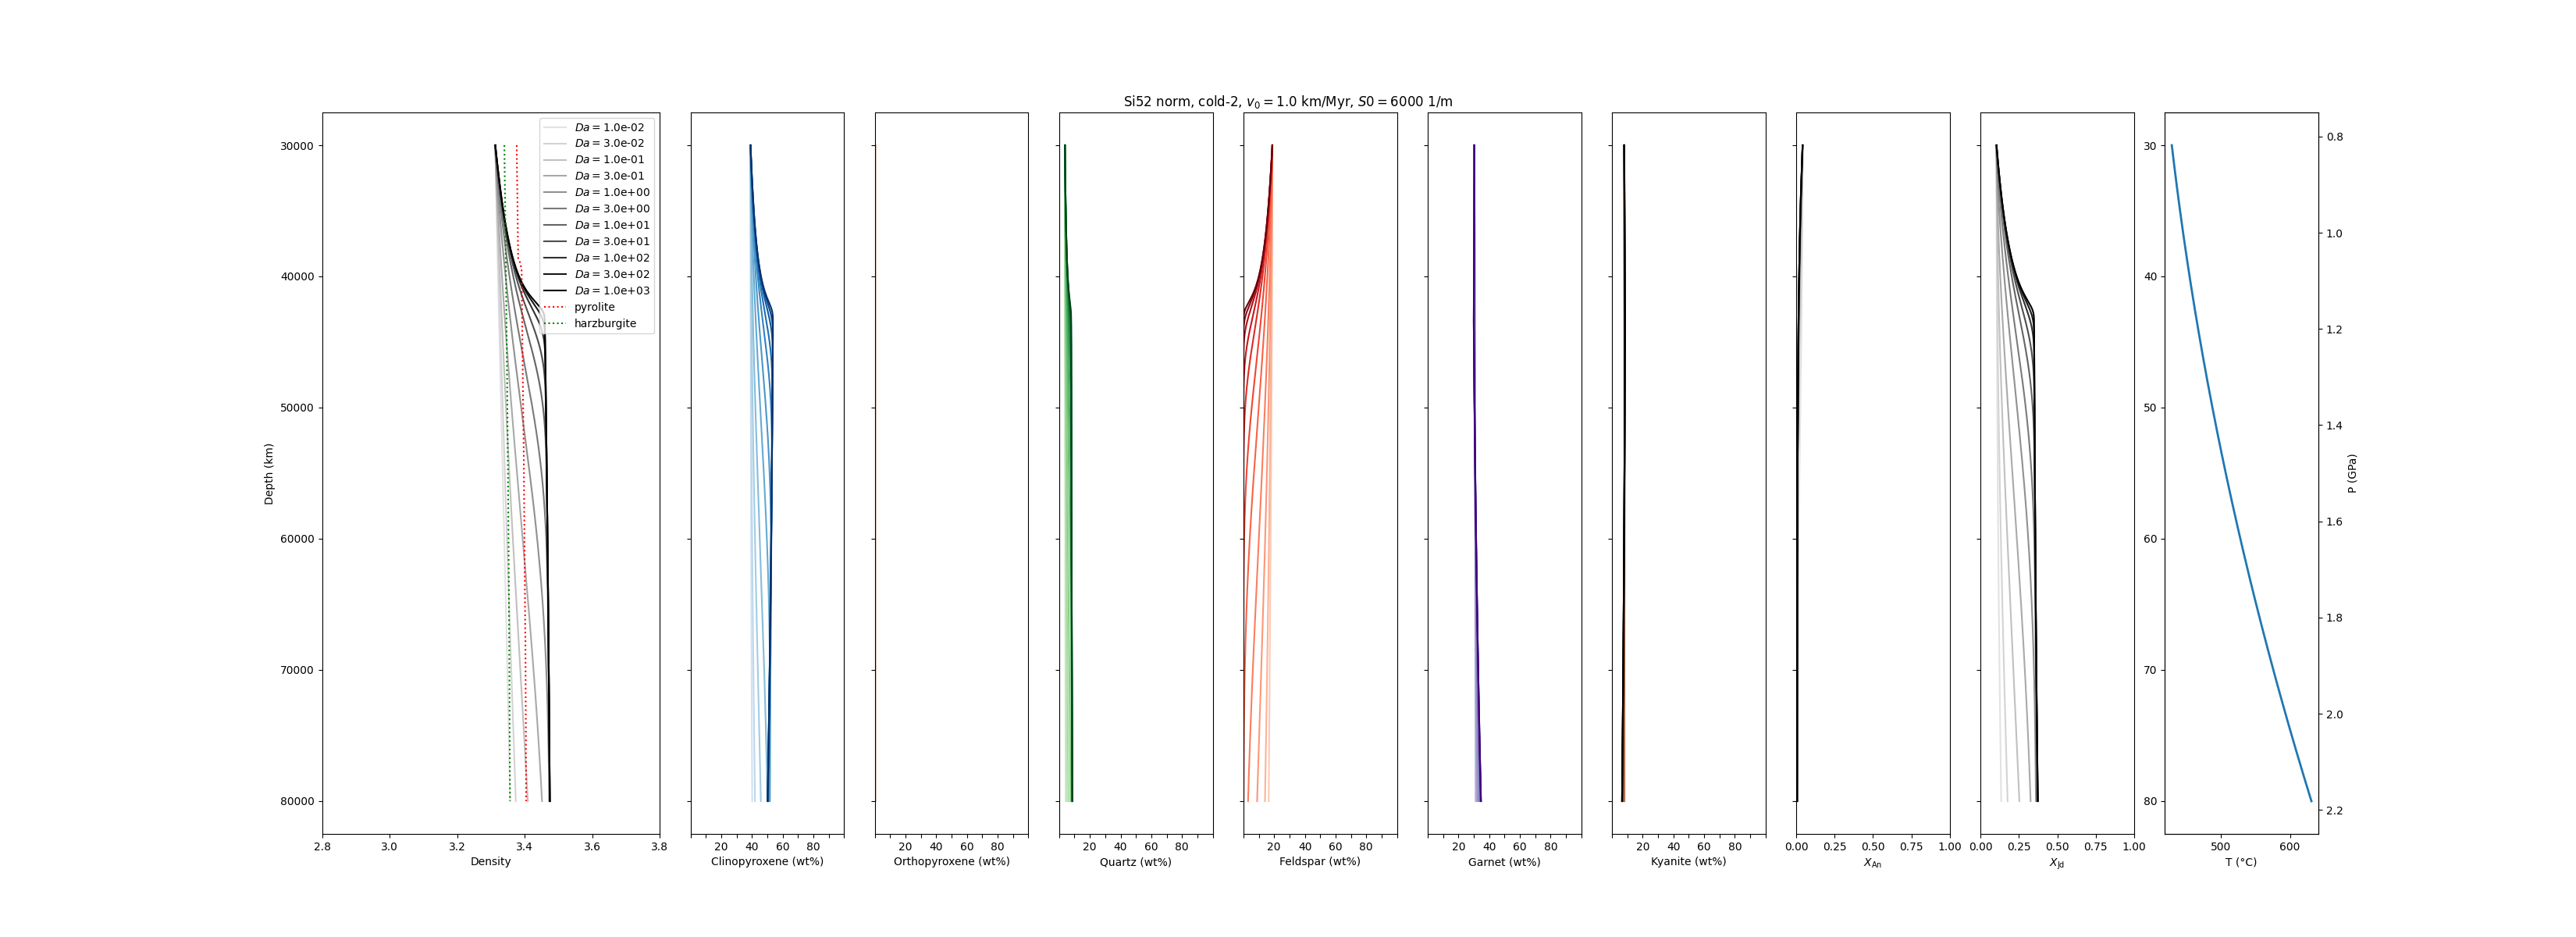 Si52 norm, cold-2, v₀ = 1.0 km/Myr, S0 = 6000 1/m
Da = 1.0e-02
Da = 3.0e-02
Da = 1.0e-01
Da = 3.0e-01
Da = 1.0e+00
Da = 3.0e+00
Da = 1.0e+01
Da = 3.0e+01
Da = 1.0e+02
Da = 3.0e+02
Da = 1.0e+03
pyrolite
harzburgite
Depth (km)
30000
40000
50000
60000
70000
80000
2.8 3.0 3.2 3.4 3.6 3.8
Density
20 40 60 80
Clinopyroxene (wt%)
20 40 60 80
Orthopyroxene (wt%)
20 40 60 80
Quartz (wt%)
20 40 60 80
Feldspar (wt%)
20 40 60 80
Garnet (wt%)
20 40 60 80
Kyanite (wt%)
0.00 0.25 0.50 0.75 1.00
X_An
0.00 0.25 0.50 0.75 1.00
X_Jd
30
40
50
60
70
80
500 600
T (°C)
0.8
1.0
1.2
1.4
1.6
1.8
2.0
2.2
P (GPa)